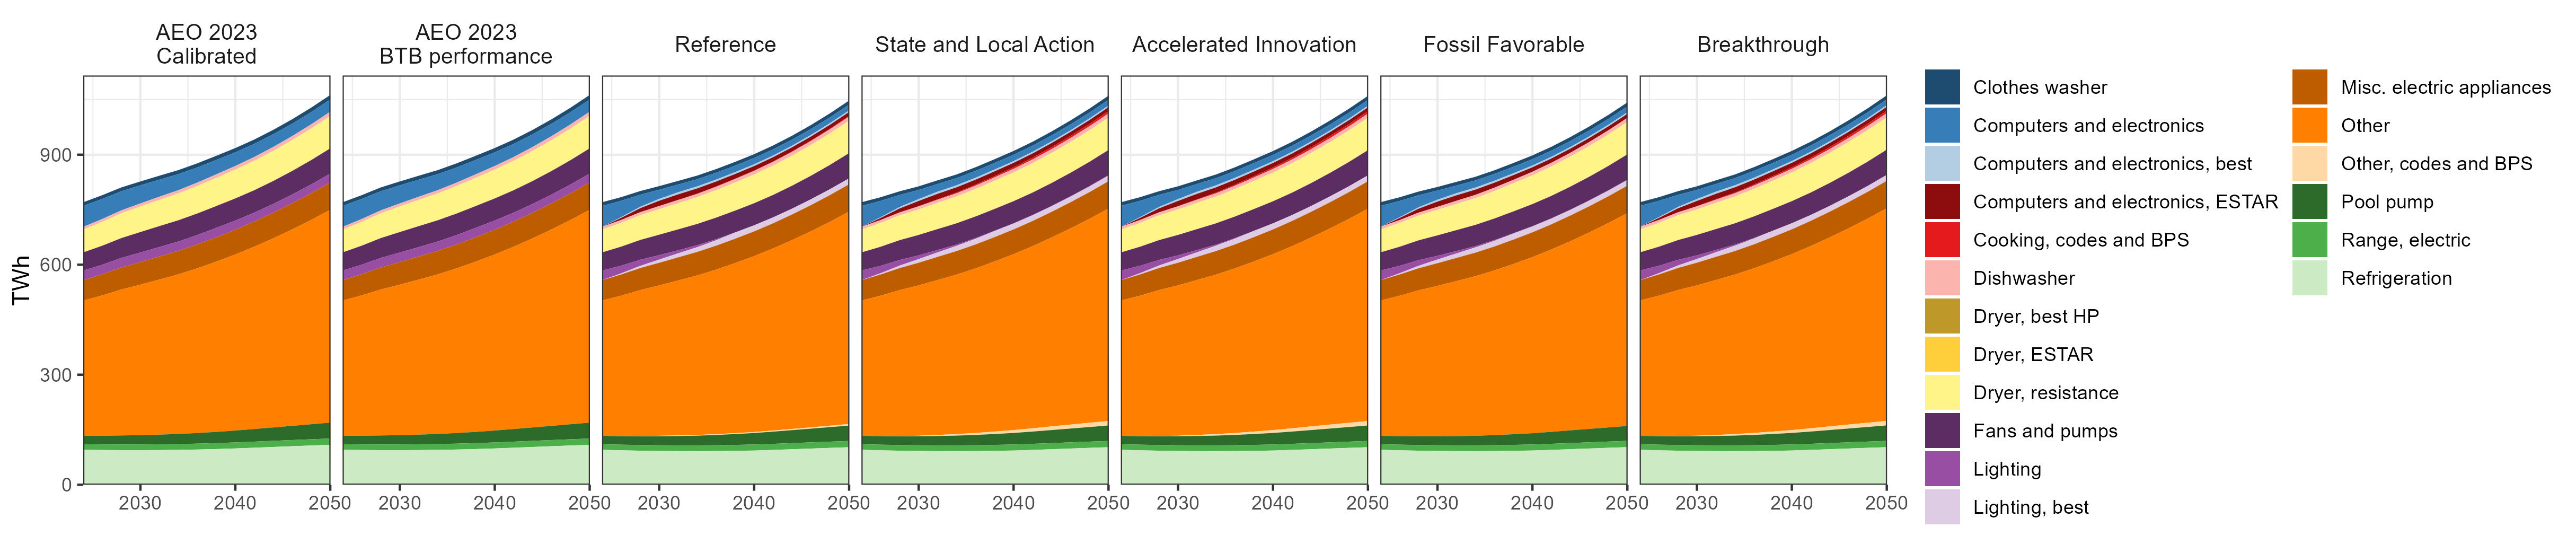 AEO 2023
Calibrated
AEO 2023
BTB performance
Reference
State and Local Action
Accelerated Innovation
Fossil Favorable
Breakthrough
TWh
900
600
300
0
2030 2040 2050
2030 2040 2050
2030 2040 2050
2030 2040 2050
2030 2040 2050
2030 2040 2050
2030 2040 2050
Clothes washer
Computers and electronics
Computers and electronics, best
Computers and electronics, ESTAR
Cooking, codes and BPS
Dishwasher
Dryer, best HP
Dryer, ESTAR
Dryer, resistance
Fans and pumps
Lighting
Lighting, best
Misc. electric appliances
Other
Other, codes and BPS
Pool pump
Range, electric
Refrigeration